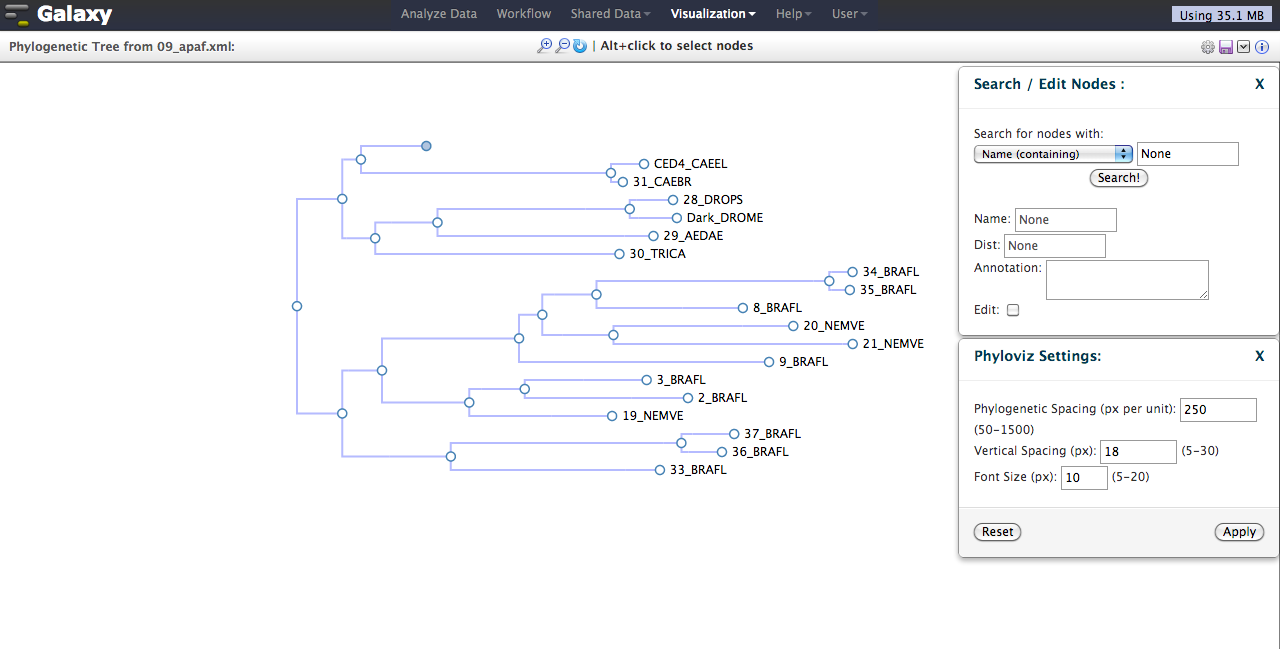 Galaxy Analyze Data Workflow Shared Data Visualization Help User Using 35.1 MB
Phylogenetic Tree from 09_apaf.xml: | Alt+click to select nodes
Search / Edit Nodes : X
Search for nodes with:
Name (containing) None
Search!
Name: None
Dist: None
Annotation:
Edit:
Phyloviz Settings: X
Phylogenetic Spacing (px per unit): 250
(50-1500)
Vertical Spacing (px): 18 (5-30)
Font Size (px): 10 (5-20)
Reset Apply
CED4_CAEEL
31_CAEBR
28_DROPS
Dark_DROME
29_AEDAE
30_TRICA
34_BRAFL
35_BRAFL
8_BRAFL
20_NEMVE
21_NEMVE
9_BRAFL
3_BRAFL
2_BRAFL
19_NEMVE
37_BRAFL
36_BRAFL
33_BRAFL